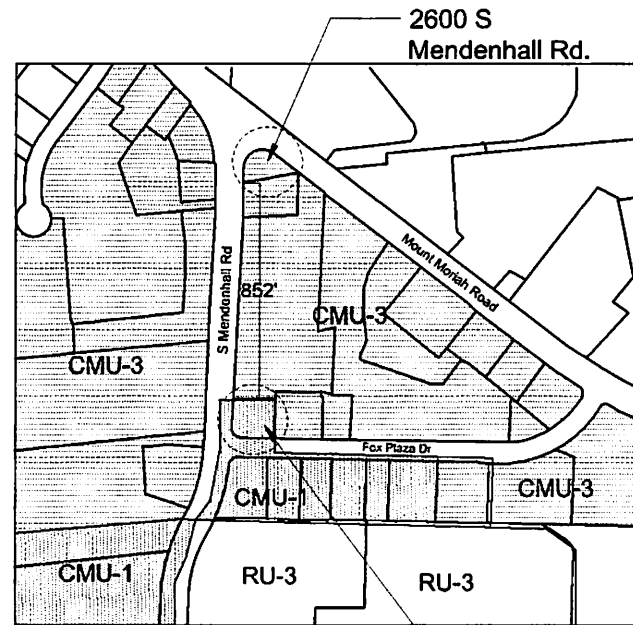 2600 S
Mendenhall Rd.
Mount Moriah Road
S Mendenhall Rd
852'
CMU-3
CMU-3
Fox Plaza Dr
CMU-1
CMU-3
CMU-1
RU-3
RU-3